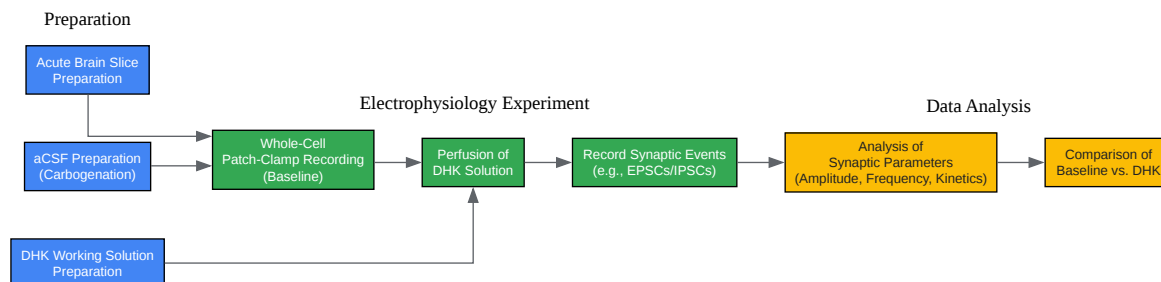 Preparation
Acute Brain Slice
Preparation
Electrophysiology Experiment
Data Analysis
aCSF Preparation
(Carbogenation)
Whole-Cell
Patch-Clamp Recording
(Baseline)
Perfusion of
DHK Solution
Record Synaptic Events
(e.g., EPSCs/IPSCs)
Analysis of
Synaptic Parameters
(Amplitude, Frequency, Kinetics)
Comparison of
Baseline vs. DHK
DHK Working Solution
Preparation